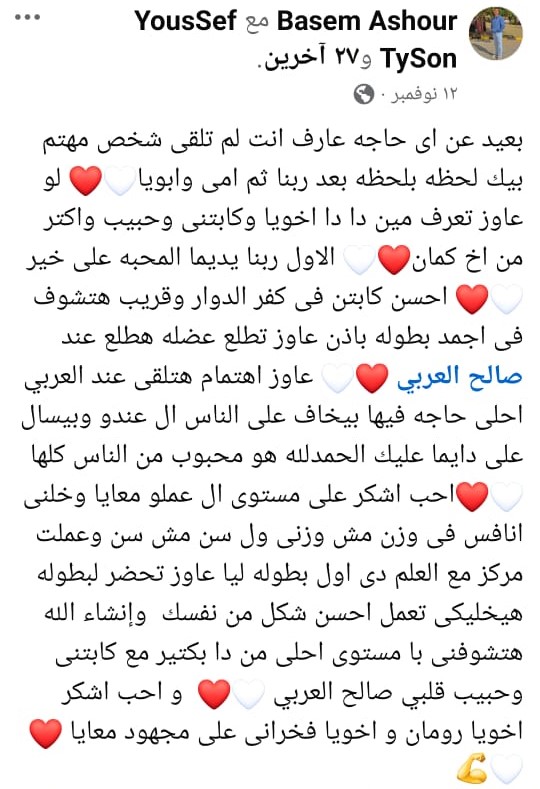 Basem Ashour مع YousSef
TySon و٢٧ آخرين.
١٢ نوفمبر ·
بعيد عن اى حاجه عارف انت لم تلقى شخص مهتم
بيك لحظه بلحظه بعد ربنا ثم امى وابويا🤍❤️ لو
عاوز تعرف مين دا دا اخويا وكابتنى وحبيب واكتر
من اخ كمان❤️🤍 الاول ربنا يديما المحبه على خير
🤍❤️ احسن كابتن فى كفر الدوار وقريب هتشوف
فى اجمد بطوله باذن عاوز تطلع عضله هطلع عند
صالح العربي ❤️🤍 عاوز اهتمام هتلقى عند العربي
احلى حاجه فيها بيخاف على الناس ال عندو وبيسال
على دايما عليك الحمدلله هو محبوب من الناس كلها
🤍❤️احب اشكر على مستوى ال عملو معايا وخلنى
انافس فى وزن مش وزنى ول سن مش سن وعملت
مركز مع العلم دى اول بطوله ليا عاوز تحضر لبطوله
هيخليكى تعمل احسن شكل من نفسك وإنشاء الله
هتشوفنى با مستوى احلى من دا بكتير مع كابتنى
وحبيب قلبي صالح العربي 🤍❤️ و احب اشكر
اخويا رومان و اخويا فخرانى على مجهود معايا ❤️
🤍💪